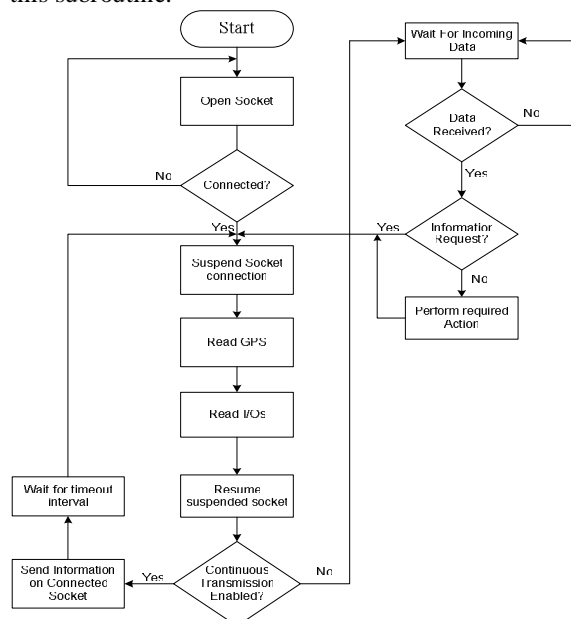 this subroutine.
Start
Open Socket
Connected?
No
Yes
Suspend Socket
connection
Read GPS
Read I/Os
Resume
suspended socket
Continuous
Transmission
Enabled?
Yes
No
Send Information
on Connected
Socket
Wait for timeout
interval
Wait For Incoming
Data
Data
Received?
No
Yes
Information
Request?
Yes
No
Perform required
Action